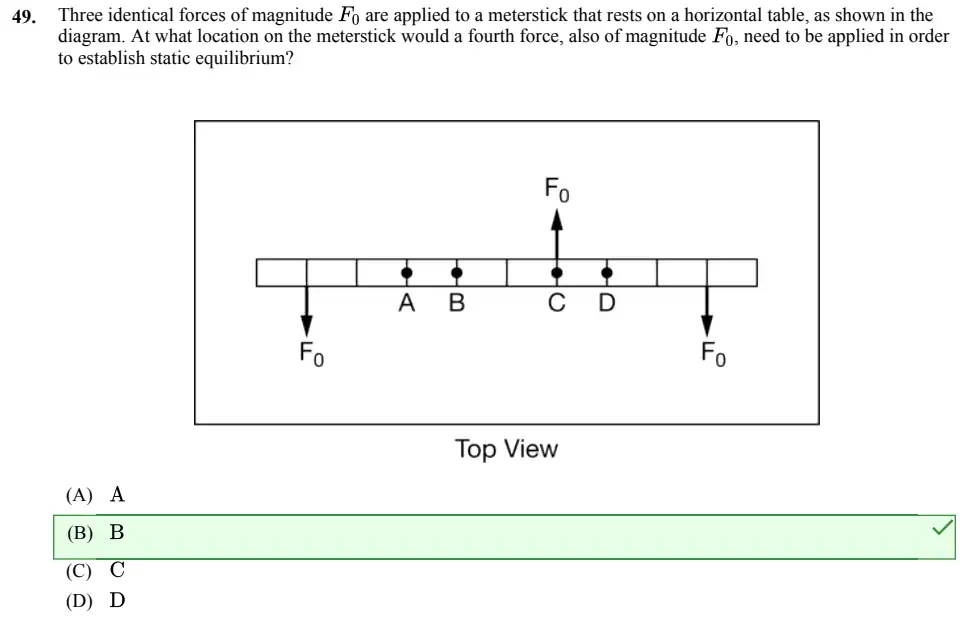 49. Three identical forces of magnitude F₀ are applied to a meterstick that rests on a horizontal table, as shown in the
diagram. At what location on the meterstick would a fourth force, also of magnitude F₀, need to be applied in order
to establish static equilibrium?
F₀
A B C D
F₀ F₀
Top View
(A) A
(B) B
(C) C
(D) D